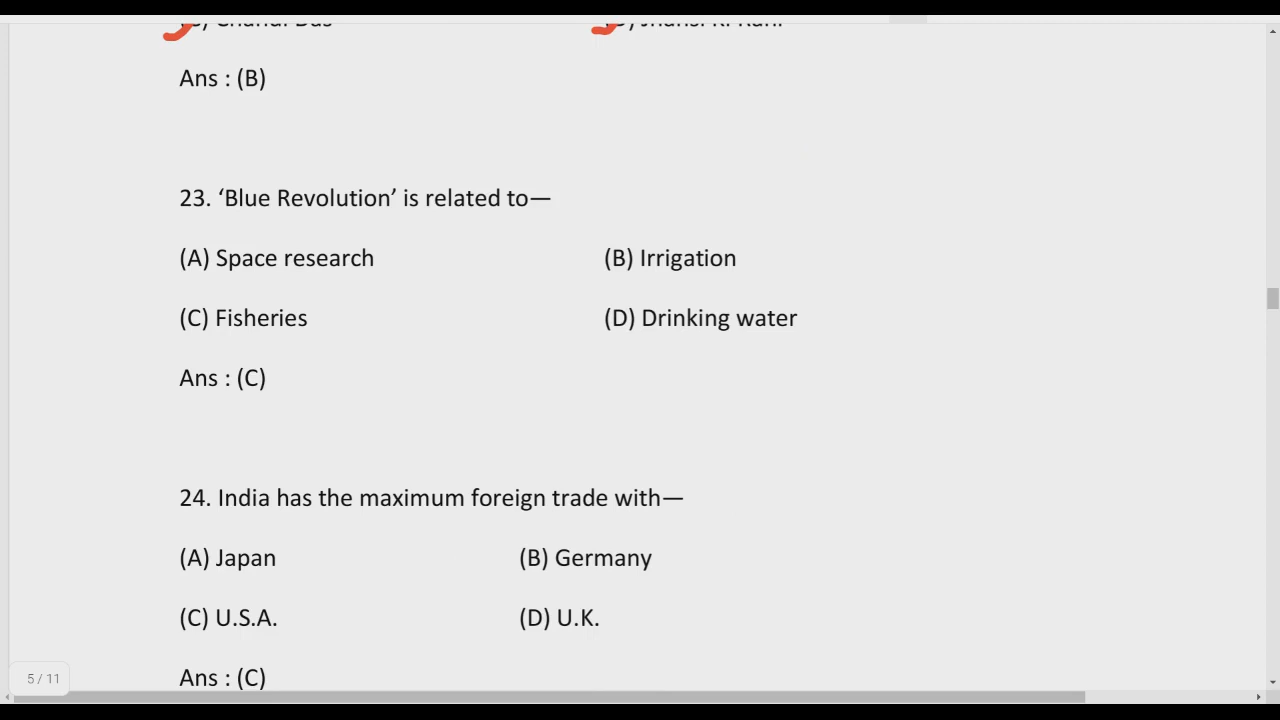 Ans : (B)
23. ‘Blue Revolution’ is related to—
(A) Space research (B) Irrigation
(C) Fisheries (D) Drinking water
Ans : (C)
24. India has the maximum foreign trade with—
(A) Japan (B) Germany
(C) U.S.A. (D) U.K.
Ans : (C)
5 / 11